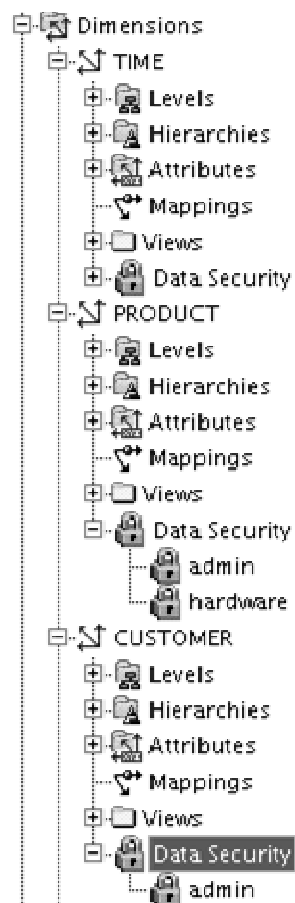 Dimensions
TIME
Levels
Hierarchies
Attributes
Mappings
Views
Data Security
PRODUCT
Levels
Hierarchies
Attributes
Mappings
Views
Data Security
admin
hardware
CUSTOMER
Levels
Hierarchies
Attributes
Mappings
Views
Data Security
admin